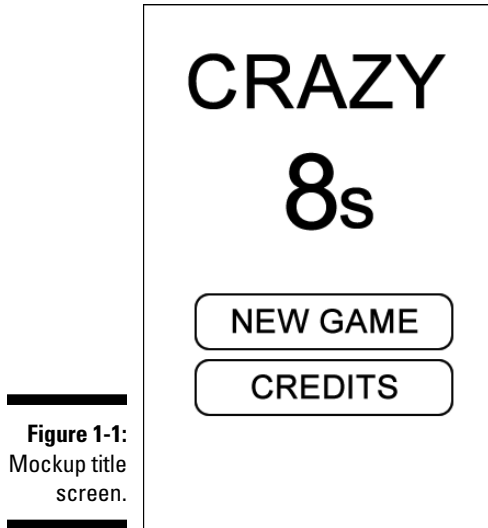 CRAZY
8s
NEW GAME
CREDITS
Figure 1-1:
Mockup title
screen.